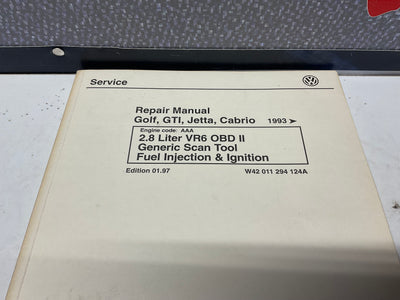 Service
Repair Manual
Golf, GTI, Jetta, Cabrio 1993 ➤
Engine code: AAA
2.8 Liter VR6 OBD II
Generic Scan Tool
Fuel Injection & Ignition
Edition 01.97 W42 011 294 124A